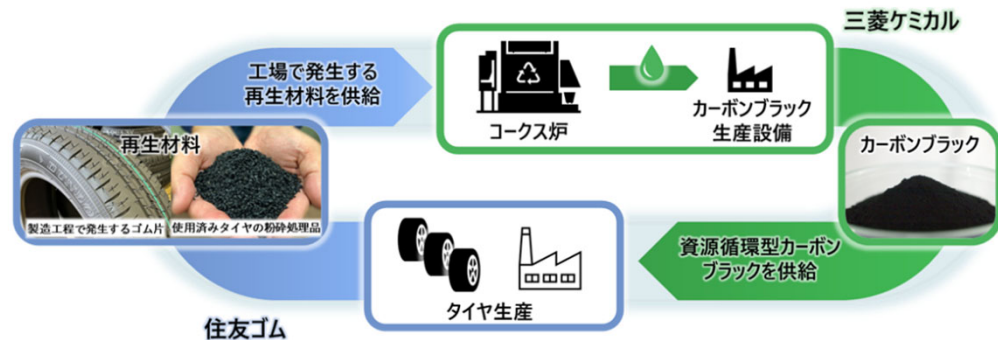 三菱ケミカル
工場で発生する
再生材料を供給
コークス炉
カーボンブラック
生産設備
再生材料
製造工程で発生するゴム片
使用済みタイヤの粉砕処理品
カーボンブラック
資源循環型カーボン
ブラックを供給
タイヤ生産
住友ゴム